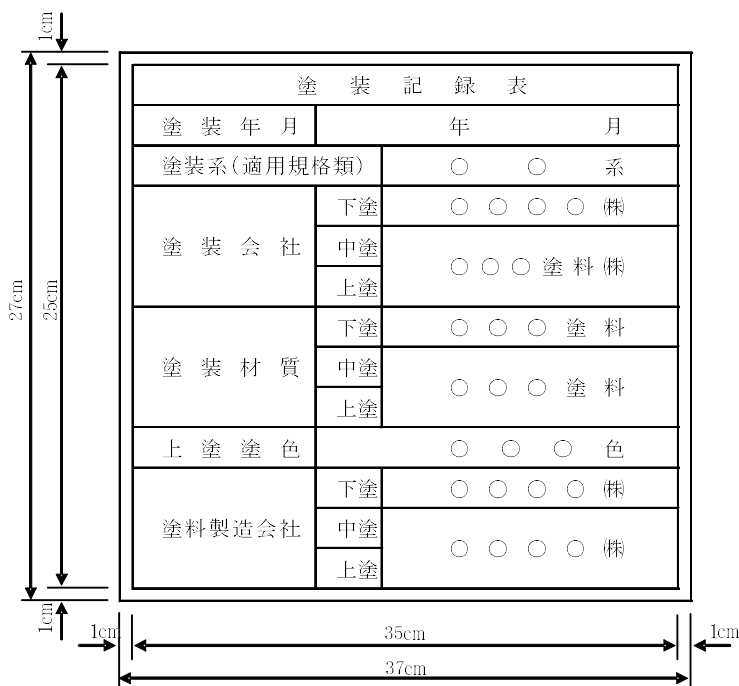 1cm
塗装記録表
塗装年月 年 月
塗装系(適用規格類) ○ ○ 系
塗装会社 下塗 ○○○○㈱
中塗 ○○○塗料㈱
上塗
塗装材質 下塗 ○○○塗料
中塗 ○○○塗料
上塗
上塗塗色 ○○○色
塗料製造会社 下塗 ○○○○㈱
中塗 ○○○○㈱
上塗
27cm
25cm
1cm
1cm
35cm
1cm
37cm